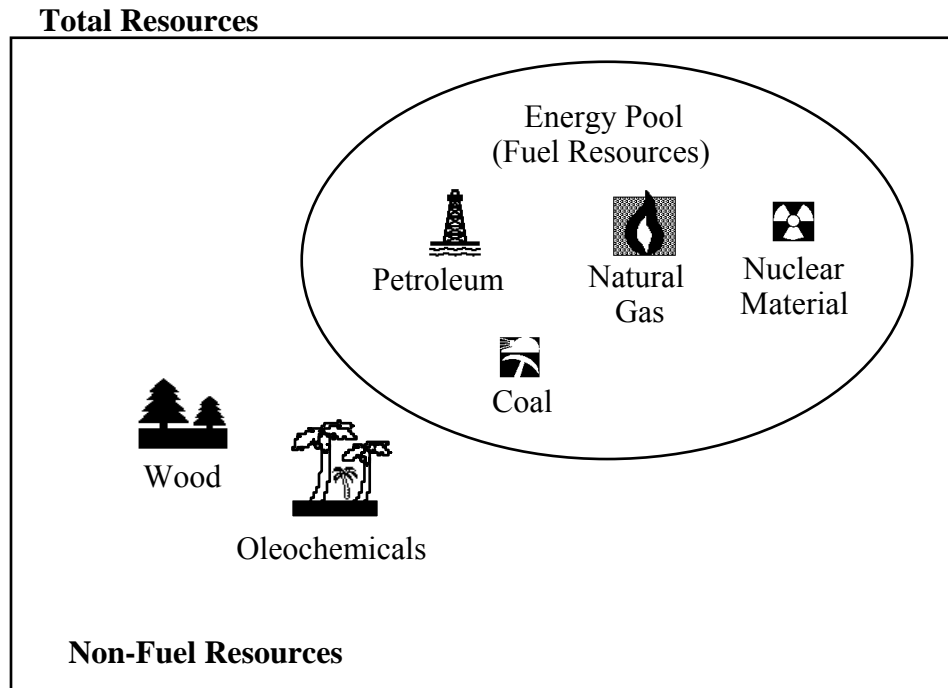 Total Resources
Energy Pool
(Fuel Resources)
Petroleum
Natural
Gas
Nuclear
Material
Coal
Wood
Oleochemicals
Non-Fuel Resources